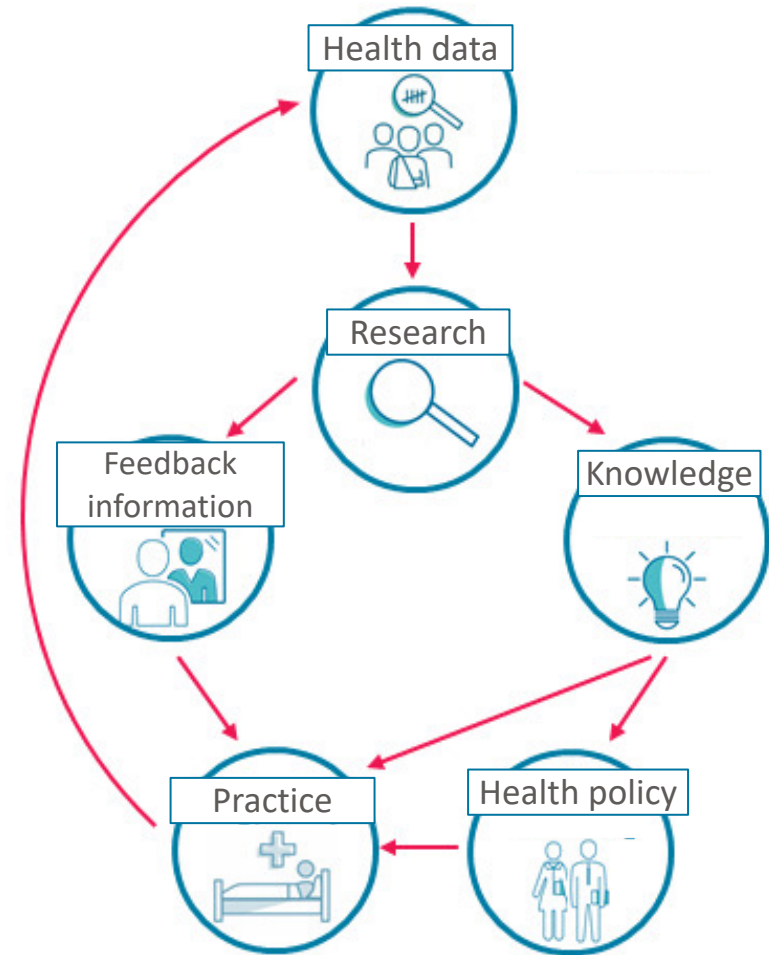 Health data
Research
Feedback
information
Knowledge
Practice
Health policy